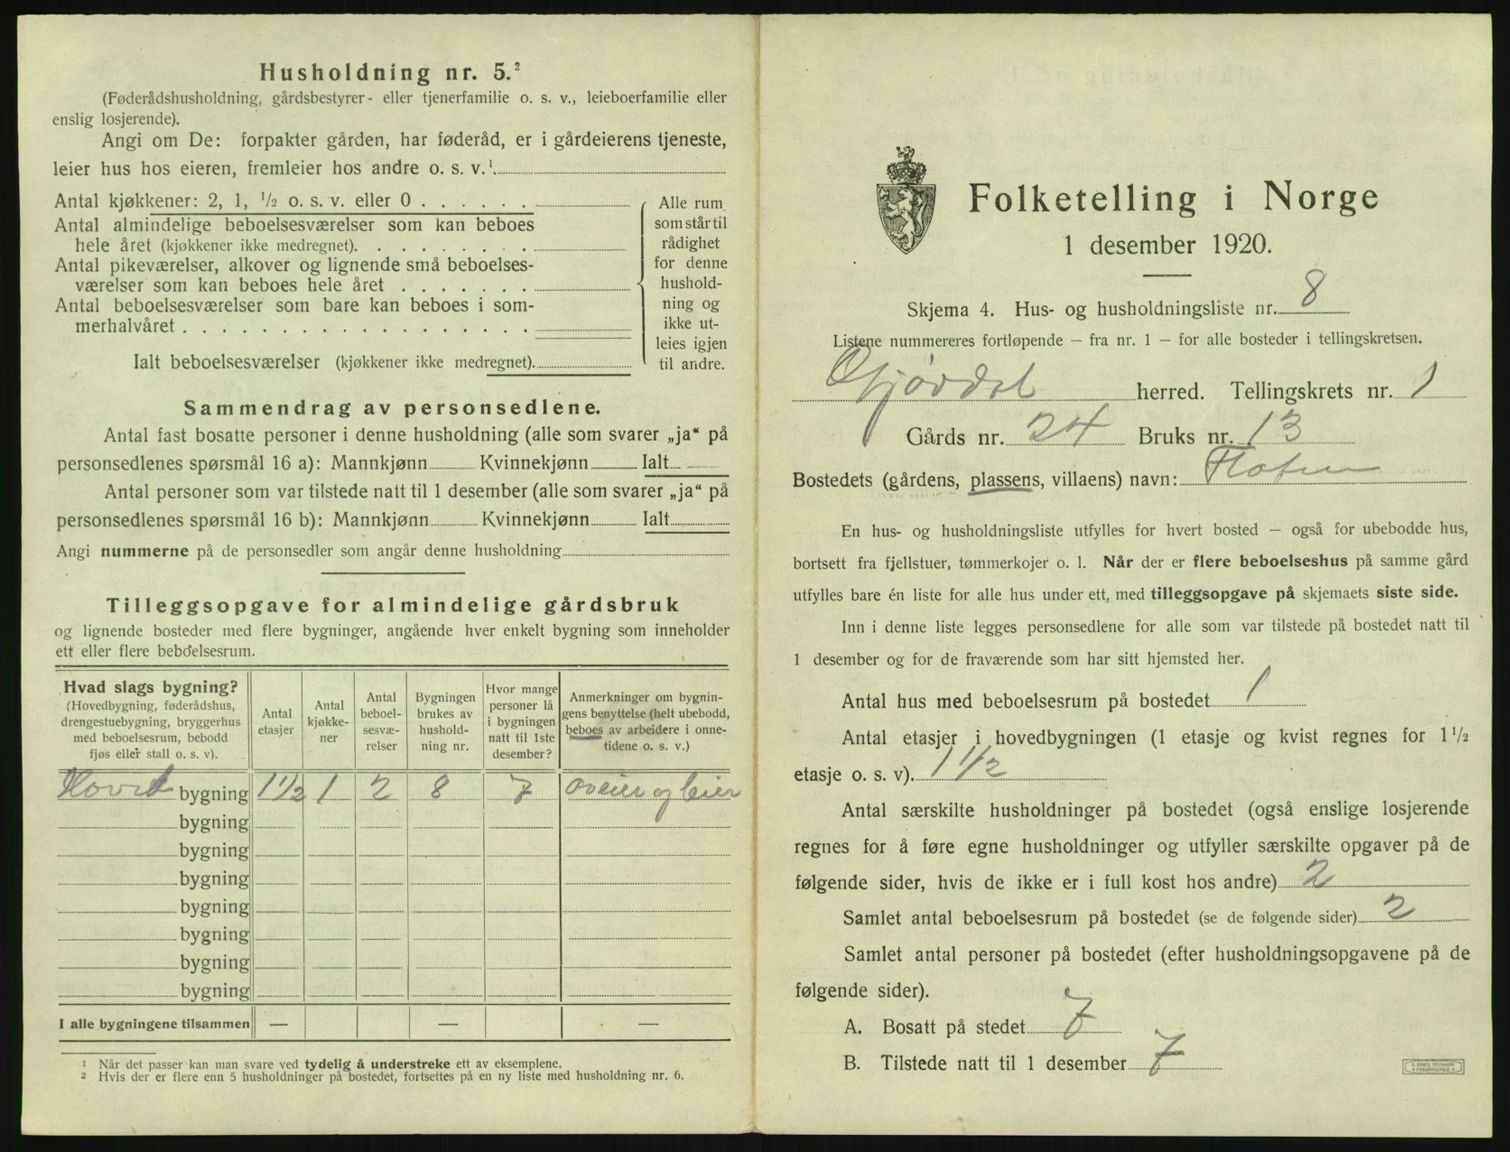 Husholdning nr. 5.²
(Føderådshusholdning, gårdsbestyrer- eller tjenerfamilie o. s. v., leieboerfamilie eller
enslig losjerende).
Angi om De: forpakter gården, har føderåd, er i gårdeierens tjeneste,
leier hus hos eieren, fremleier hos andre o. s. v.¹
Antal kjøkkener: 2, 1, ½ o. s. v. eller 0
Antal almindelige beboelsesværelser som kan beboes
hele året (kjøkkener ikke medregnet).
Antal pikeværelser, alkover og lignende små beboelses-
værelser som kan beboes hele året
Antal beboelsesværelser som bare kan beboes i som-
merhalvåret
Ialt beboelsesværelser (kjøkkener ikke medregnet).
Alle rum
som står til
rådighet
for denne
hushold-
ning og
ikke ut-
leies igjen
til andre.
Sammendrag av personsedlene.
Antal fast bosatte personer i denne husholdning (alle som svarer „ja“ på
personsedlenes spørsmål 16 a): Mannkjønn Kvinnekjønn Ialt
Antal personer som var tilstede natt til 1 desember (alle som svarer „ja“ på
personsedlenes spørsmål 16 b): Mannkjønn Kvinnekjønn Ialt
Angi nummerne på de personsedler som angår denne husholdning
Tilleggsopgave for almindelige gårdsbruk
og lignende bosteder med flere bygninger, angående hver enkelt bygning som inneholder
ett eller flere beboelsesrum.
Hvad slags bygning?
(Hovedbygning, føderådshus,
drengestuebygning, bryggerhus
med beboelsesrum, bebodd
fjøs eller stall o. s. v).
Antal
etasjer
Antal
kjøkke-
ner
Antal
beboel-
sesvæ-
relser
Bygningen
brukes av
hushold-
ning nr.
Hvor mange
personer lå
i bygningen
natt til 1ste
desember?
Anmerkninger om bygnin-
gens benyttelse (helt ubebodd,
beboes av arbeidere i onne-
tidene o. s. v.)
Hoved bygning 1½ 1 2 8 7 av eier og leier
bygning
bygning
bygning
bygning
bygning
bygning
bygning
I alle bygningene tilsammen — — —
¹ Når det passer kan man svare ved tydelig å understreke ett av eksemplene.
² Hvis der er flere enn 5 husholdninger på bostedet, fortsettes på en ny liste med husholdning nr. 6.
Folketelling i Norge
1 desember 1920.
Skjema 4. Hus- og husholdningsliste nr. 8
Listene nummereres fortløpende — fra nr. 1 — for alle bosteder i tellingskretsen.
herred. Tellingskrets nr. 1
Gårds nr. 24 Bruks nr. 13
Bostedets (gårdens, plassens, villaens) navn: Floten
En hus- og husholdningsliste utfylles for hvert bosted — også for ubebodde hus,
bortsett fra fjellstuer, tømmerkojer o. l. Når der er flere beboelseshus på samme gård
utfylles bare én liste for alle hus under ett, med tilleggsopgave på skjemaets siste side.
Inn i denne liste legges personsedlene for alle som var tilstede på bostedet natt til
1 desember og for de fraværende som har sitt hjemsted her.
Antal hus med beboelsesrum på bostedet 1
Antal etasjer i hovedbygningen (1 etasje og kvist regnes for 1½
etasje o. s. v). 1½
Antal særskilte husholdninger på bostedet (også enslige losjerende
regnes for å føre egne husholdninger og utfyller særskilte opgaver på de
følgende sider, hvis de ikke er i full kost hos andre) 2
Samlet antal beboelsesrum på bostedet (se de følgende sider) 2
Samlet antal personer på bostedet (efter husholdningsopgavene på de
følgende sider).
A. Bosatt på stedet 7
B. Tilstede natt til 1 desember 7